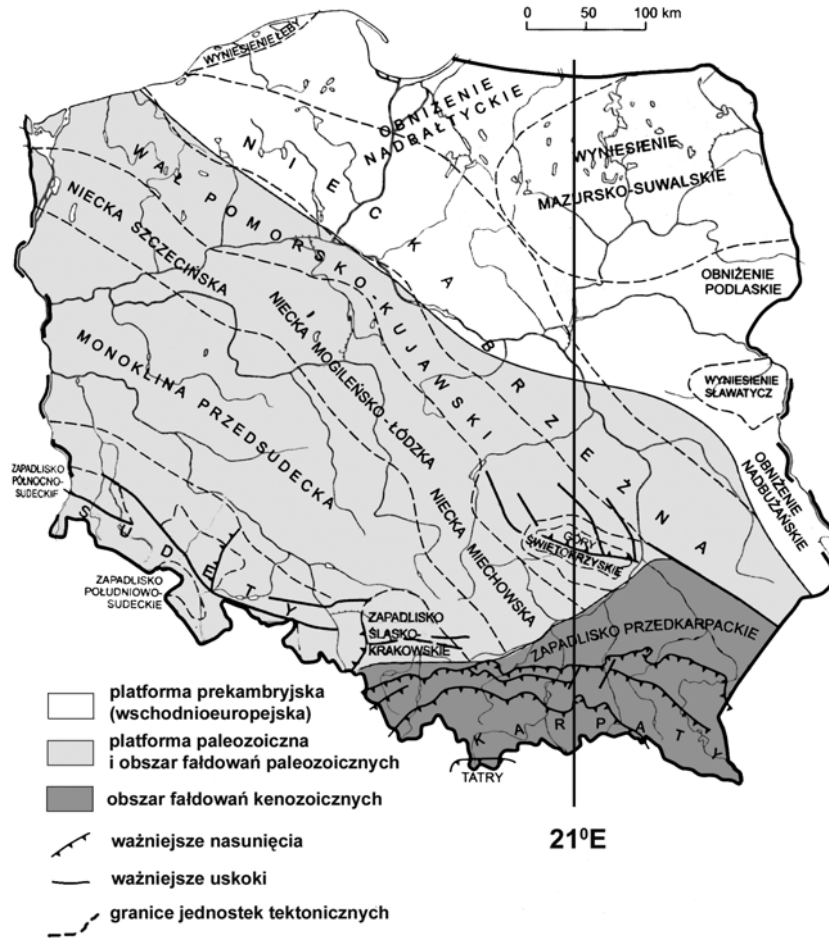 0 50 100 km
WYNIESIENIE ŁEBY
OBNIŻENIE
NADBAŁTYCKIE
WYNIESIENIE
MAZURSKO-SUWALSKIE
NIECKA BRZEŻNA
WAŁ POMORSKO-KUJAWSKI
NIECKA SZCZECIŃSKA
OBNIŻENIE
PODLASKIE
NIECKA MOGILEŃSKO-ŁÓDZKA
MONOKLINA PRZEDSUDECKA
WYNIESIENIE
SŁAWATYCZ
OBNIŻENIE
NADBUŻAŃSKIE
ZAPADLISKO
PÓŁNOCNO-
SUDECKIE
SUDETY
GÓRY
ŚWIĘTOKRZYSKIE
NIECKA
MIECHOWSKA
ZAPADLISKO
POŁUDNIOWO-
SUDECKIE
ZAPADLISKO
ŚLĄSKO-
KRAKOWSKIE
ZAPADLISKO PRZEDKARPACKIE
KARPATY
TATRY
platforma prekambryjska
(wschodnioeuropejska)
platforma paleozoiczna
i obszar fałdowań paleozoicznych
obszar fałdowań kenozoicznych
ważniejsze nasunięcia
ważniejsze uskoki
granice jednostek tektonicznych
21⁰E